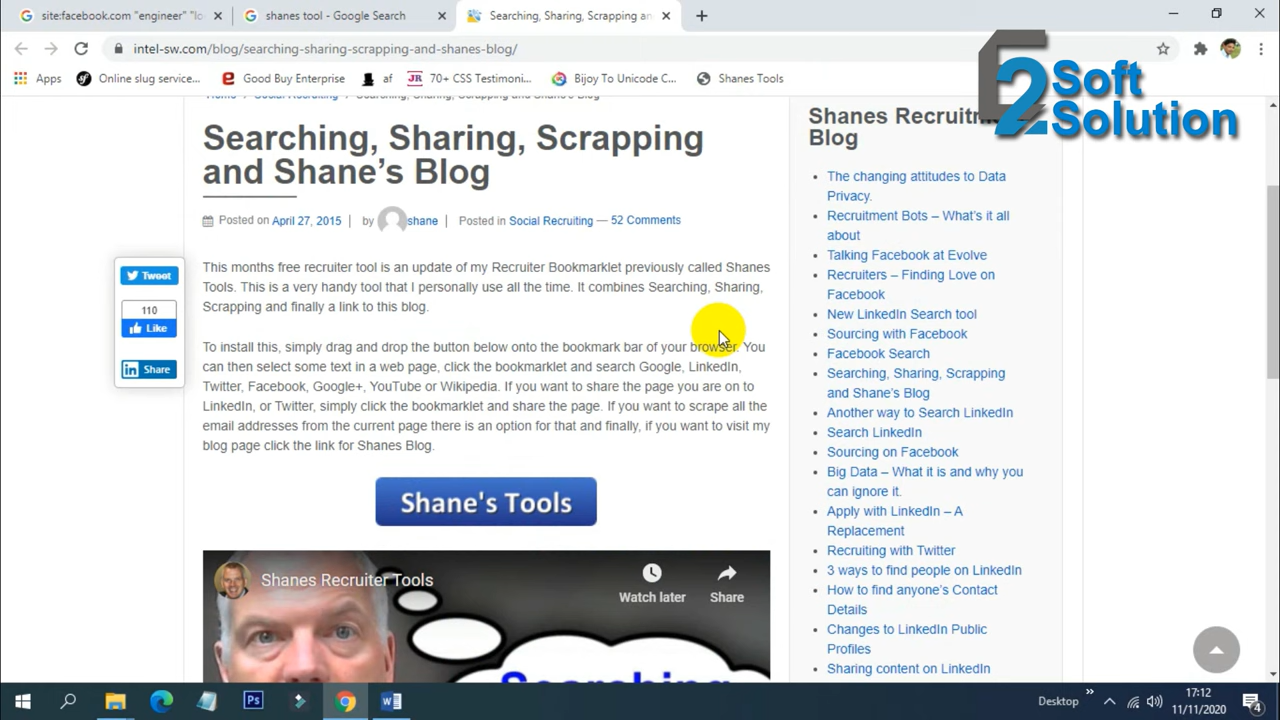 site:facebook.com "engineer" "lo
shanes tool - Google Search
Searching, Sharing, Scrapping an
intel-sw.com/blog/searching-sharing-scrapping-and-shanes-blog/
Apps
Online slug service...
Good Buy Enterprise
af
JR 70+ CSS Testimoni...
Bijoy To Unicode C...
Shanes Tools
2 Soft
Solution
Home / Social Recruiting / Searching, Sharing, Scrapping and Shane's Blog
Searching, Sharing, Scrapping
and Shane's Blog
Posted on April 27, 2015 | by shane | Posted in Social Recruiting — 52 Comments
Tweet
110
Like
in Share
This months free recruiter tool is an update of my Recruiter Bookmarklet previously called Shanes
Tools. This is a very handy tool that I personally use all the time. It combines Searching, Sharing,
Scrapping and finally a link to this blog.
To install this, simply drag and drop the button below onto the bookmark bar of your browser. You
can then select some text in a web page, click the bookmarklet and search Google, LinkedIn,
Twitter, Facebook, Google+, YouTube or Wikipedia. If you want to share the page you are on to
LinkedIn, or Twitter, simply click the bookmarklet and share the page. If you want to scrape all the
email addresses from the current page there is an option for that and finally, if you want to visit my
blog page click the link for Shanes Blog.
Shane's Tools
Shanes Recruiter Tools
Watch later
Share
Searching
Shanes Recruitm
Blog
The changing attitudes to Data
Privacy.
Recruitment Bots – What's it all
about
Talking Facebook at Evolve
Recruiters – Finding Love on
Facebook
New LinkedIn Search tool
Sourcing with Facebook
Facebook Search
Searching, Sharing, Scrapping
and Shane's Blog
Another way to Search LinkedIn
Search LinkedIn
Sourcing on Facebook
Big Data – What it is and why you
can ignore it.
Apply with LinkedIn – A
Replacement
Recruiting with Twitter
3 ways to find people on LinkedIn
How to find anyone's Contact
Details
Changes to LinkedIn Public
Profiles
Sharing content on LinkedIn
Ps
W
Desktop
17:12
11/11/2020
4